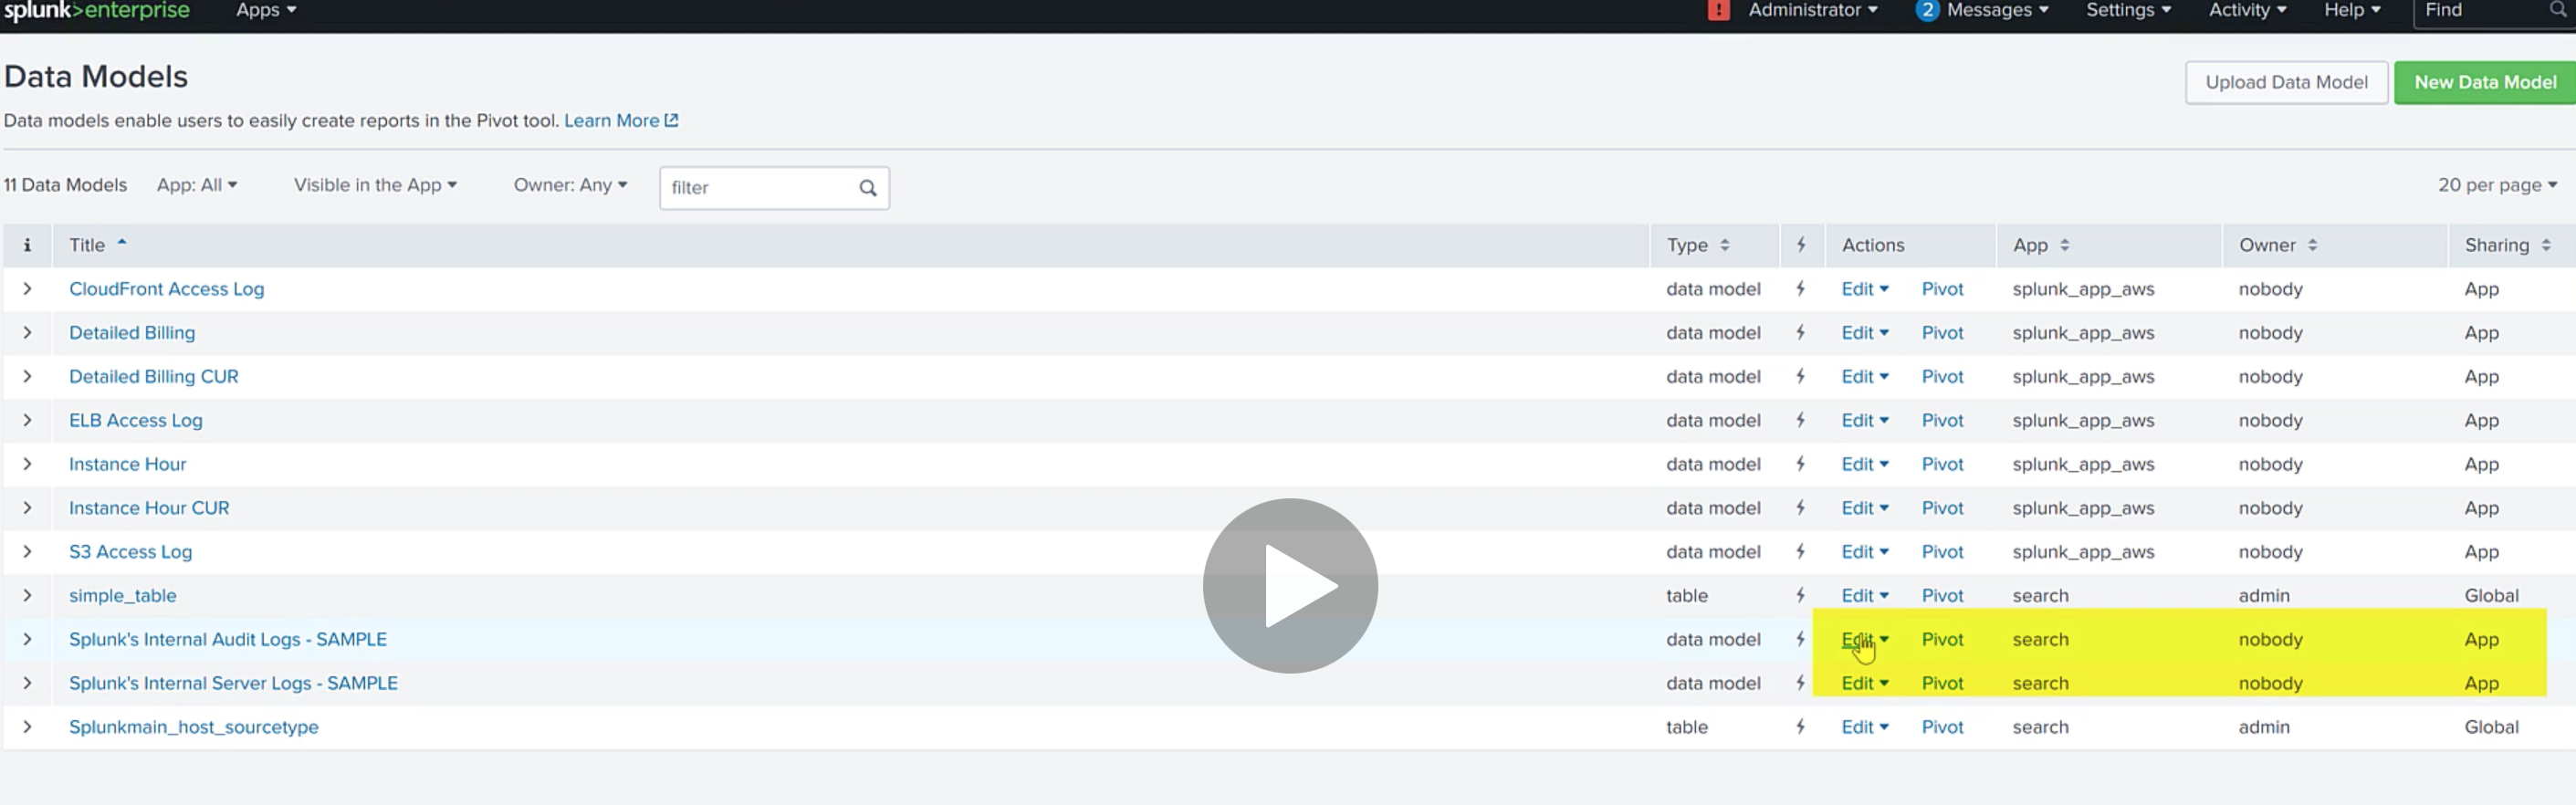 splunk>enterprise Apps ! Administrator 2 Messages Settings Activity Help Find
Data Models
Upload Data Model New Data Model
Data models enable users to easily create reports in the Pivot tool. Learn More
11 Data Models App: All Visible in the App Owner: Any filter 20 per page
i Title Type Actions App Owner Sharing
CloudFront Access Log data model Edit Pivot splunk_app_aws nobody App
Detailed Billing data model Edit Pivot splunk_app_aws nobody App
Detailed Billing CUR data model Edit Pivot splunk_app_aws nobody App
ELB Access Log data model Edit Pivot splunk_app_aws nobody App
Instance Hour data model Edit Pivot splunk_app_aws nobody App
Instance Hour CUR data model Edit Pivot splunk_app_aws nobody App
S3 Access Log data model Edit Pivot splunk_app_aws nobody App
simple_table table Edit Pivot search admin Global
Splunk's Internal Audit Logs - SAMPLE data model Edit Pivot search nobody App
Splunk's Internal Server Logs - SAMPLE data model Edit Pivot search nobody App
Splunkmain_host_sourcetype table Edit Pivot search admin Global